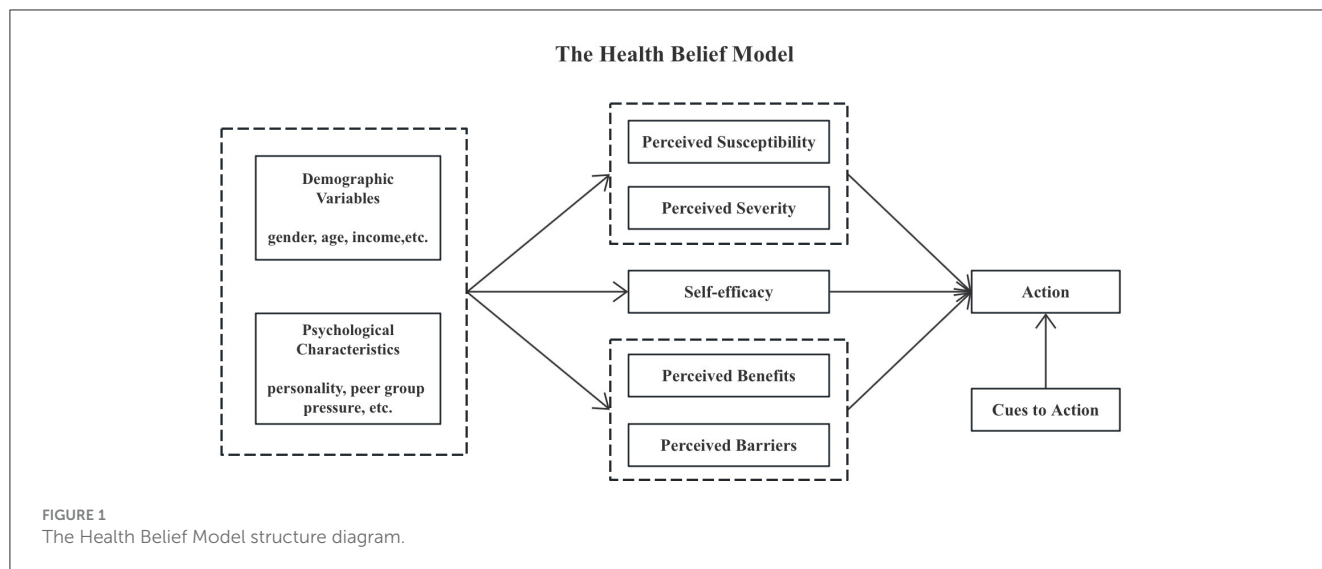 The Health Belief Model
Demographic
Variables
gender, age, income,etc.
Psychological
Characteristics
personality, peer group
pressure, etc.
Perceived Susceptibility
Perceived Severity
Self-efficacy
Perceived Benefits
Perceived Barriers
Action
Cues to Action
FIGURE 1
The Health Belief Model structure diagram.